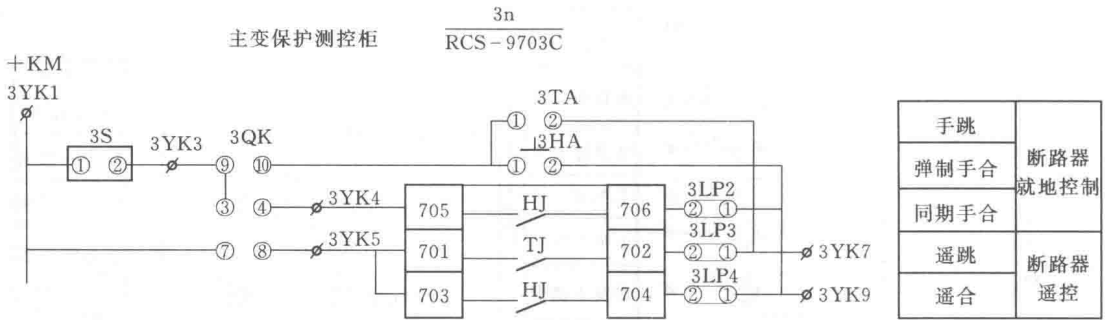 主变保护测控柜
3n
RCS-9703C
+KM
3YK1
3S
① ②
3YK3
3QK
⑨ ⑩
3TA
① ②
3HA
① ②
③ ④
3YK4
705
HJ
706
3LP2
② ①
⑦ ⑧
3YK5
701
TJ
702
3LP3
② ①
3YK7
703
HJ
704
3LP4
② ①
3YK9
手跳
弹制手合
同期手合
断路器
就地控制
遥跳
遥合
断路器
遥控